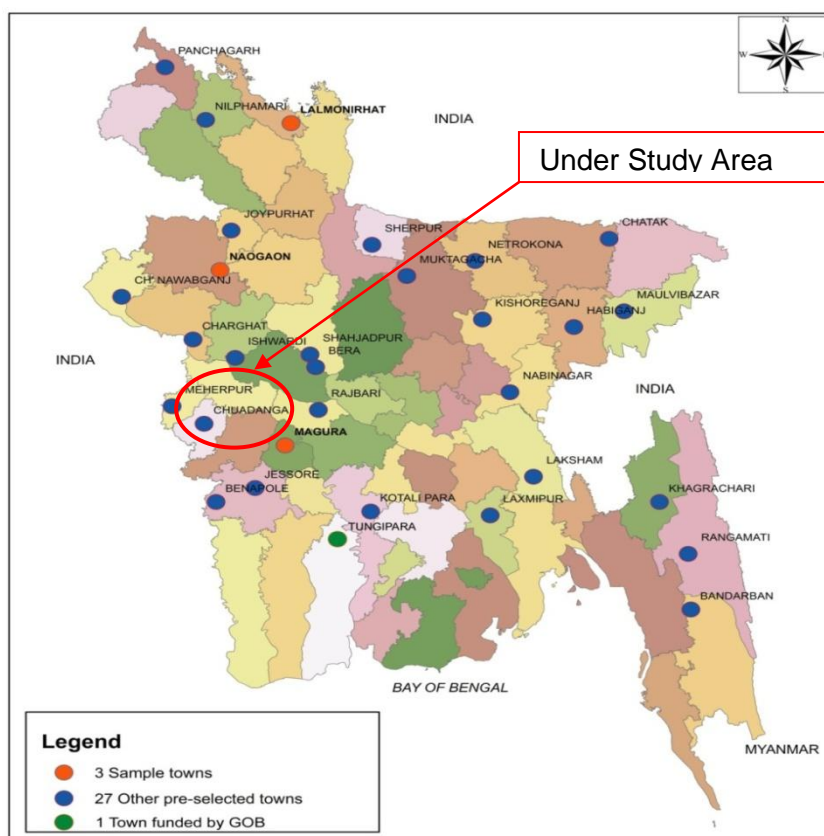 N
W
S
PANCHAGARH
NILPHAMARI
LALMONIRHAT
INDIA
Under Study Area
JOYPURHAT
SHERPUR
CHATAK
NETROKONA
NAOGAON
MUKTAGACHA
CH' NAWABGANJ
MAULVIBAZAR
KISHOREGANJ
HABIGANJ
CHARGHAT
ISHWARDI
SHAHJADPUR
BERA
INDIA
MEHERPUR
NABINAGAR
INDIA
RAJBARI
CHUADANGA
MAGURA
LAKSHAM
JESSORE
BENAPOLE
KOTALI PARA
LAXMIPUR
KHAGRACHARI
TUNGIPARA
RANGAMATI
BANDARBAN
BAY OF BENGAL
MYANMAR
Legend
3 Sample towns
27 Other pre-selected towns
1 Town funded by GOB